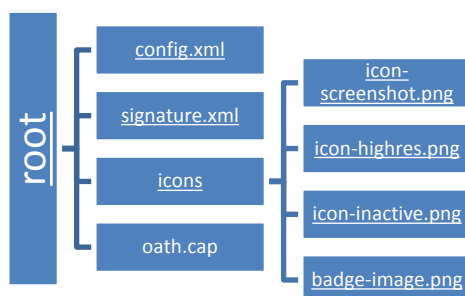 root
config.xml
signature.xml
icons
oath.cap
icon-
screenshot.png
icon-highres.png
icon-inactive.png
badge-image.png